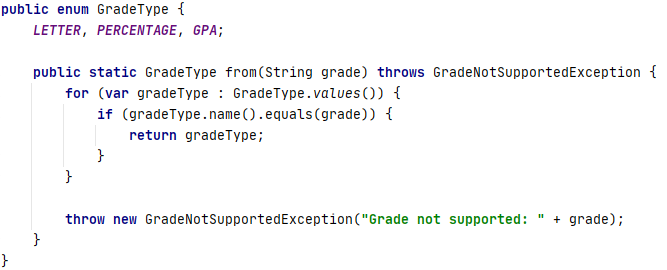 public enum GradeType {
    LETTER, PERCENTAGE, GPA;

    public static GradeType from(String grade) throws GradeNotSupportedException {
        for (var gradeType : GradeType.values()) {
            if (gradeType.name().equals(grade)) {
                return gradeType;
            }
        }

        throw new GradeNotSupportedException("Grade not supported: " + grade);
    }
}